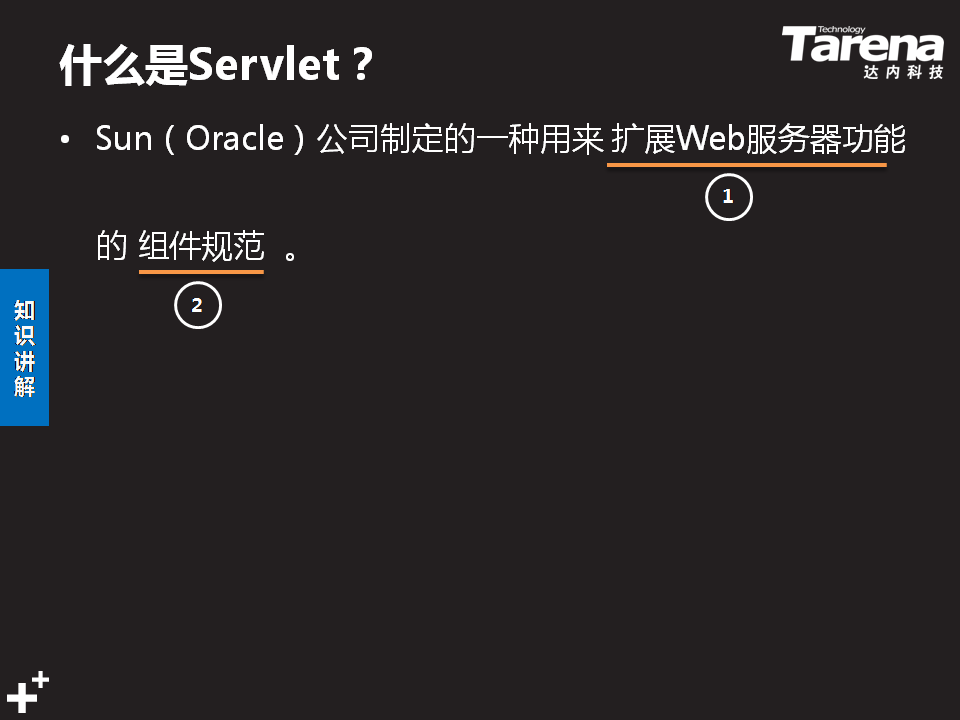 什么是Servlet？
Technology
Tarena
达内科技
• Sun（Oracle）公司制定的一种用来 扩展Web服务器功能
1
的 组件规范 。
2
知识讲解